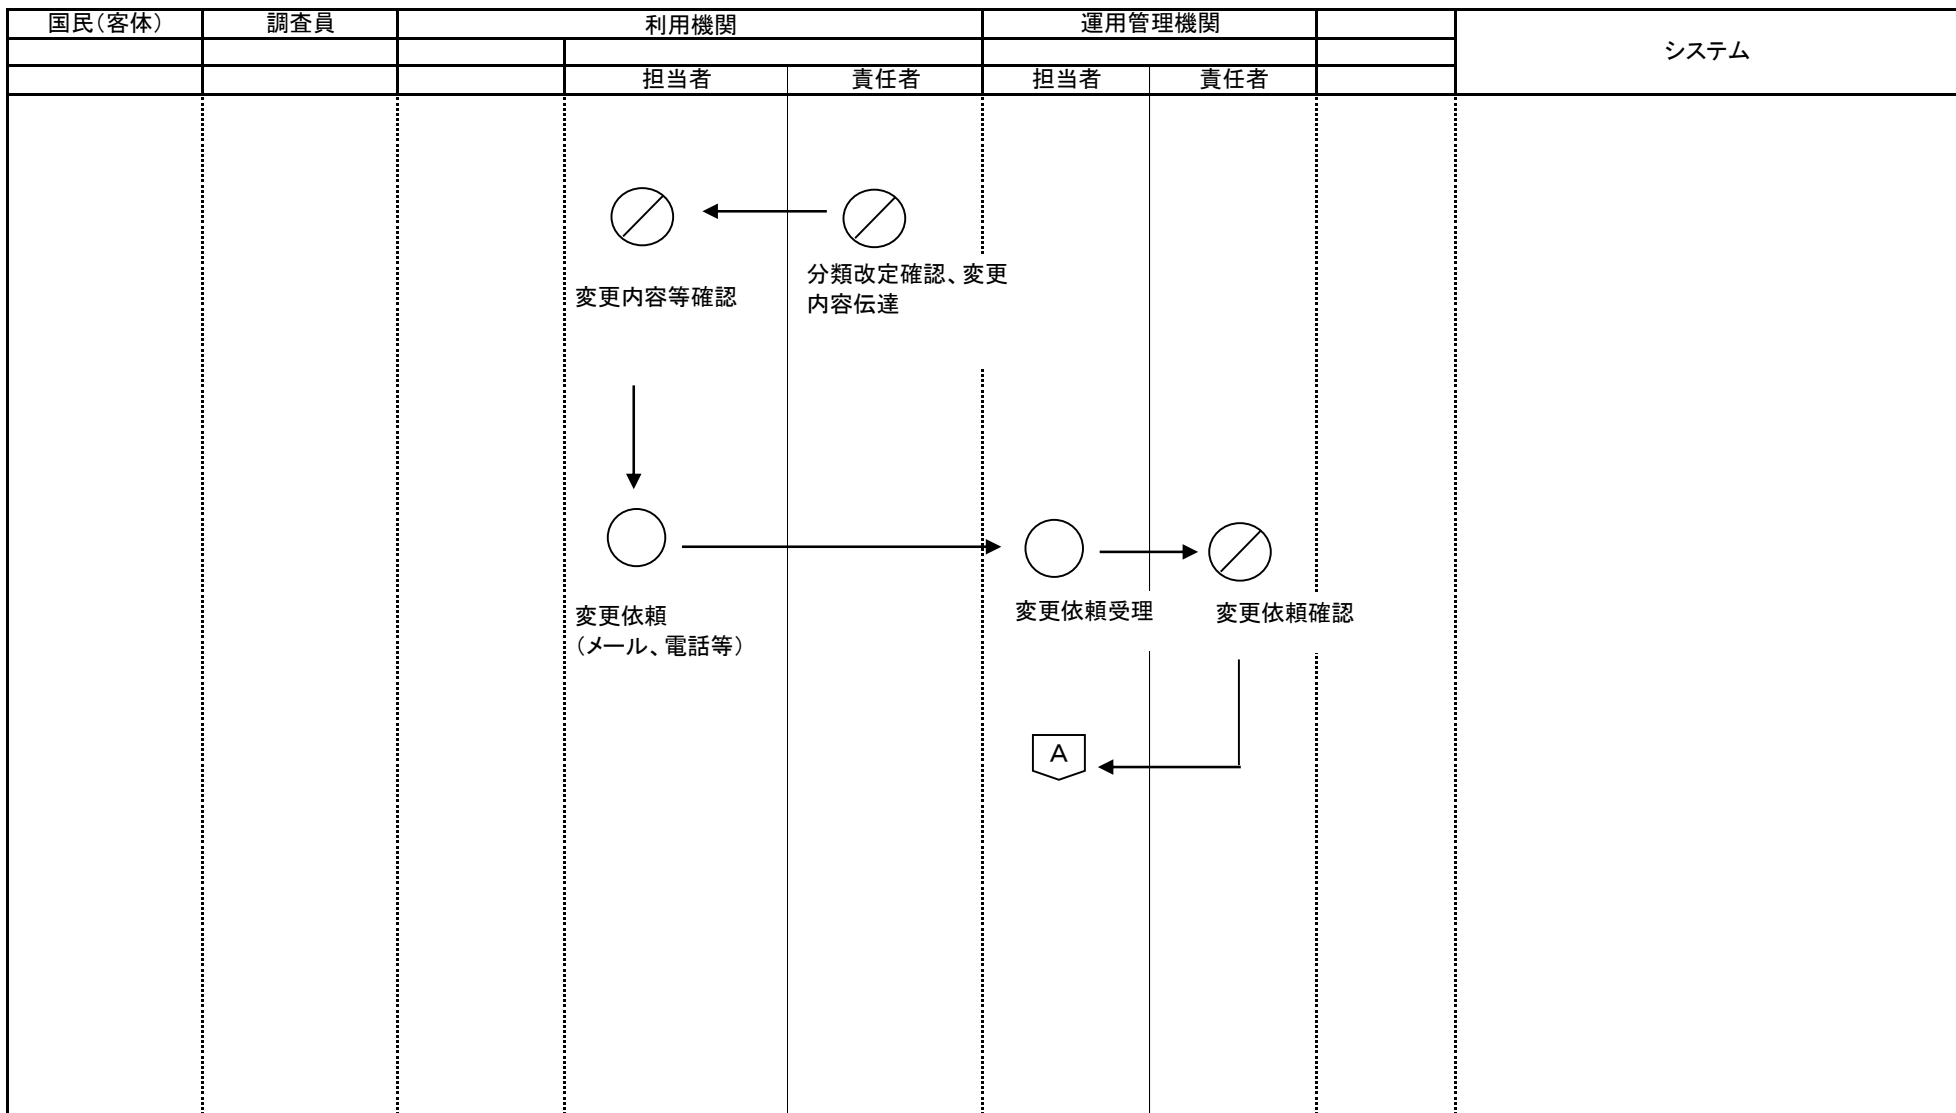 国民（客体）
調査員
利用機関
運用管理機関
システム
担当者
責任者
担当者
責任者
変更内容等確認
分類改定確認、変更
内容伝達
変更依頼
（メール、電話等）
変更依頼受理
変更依頼確認
A